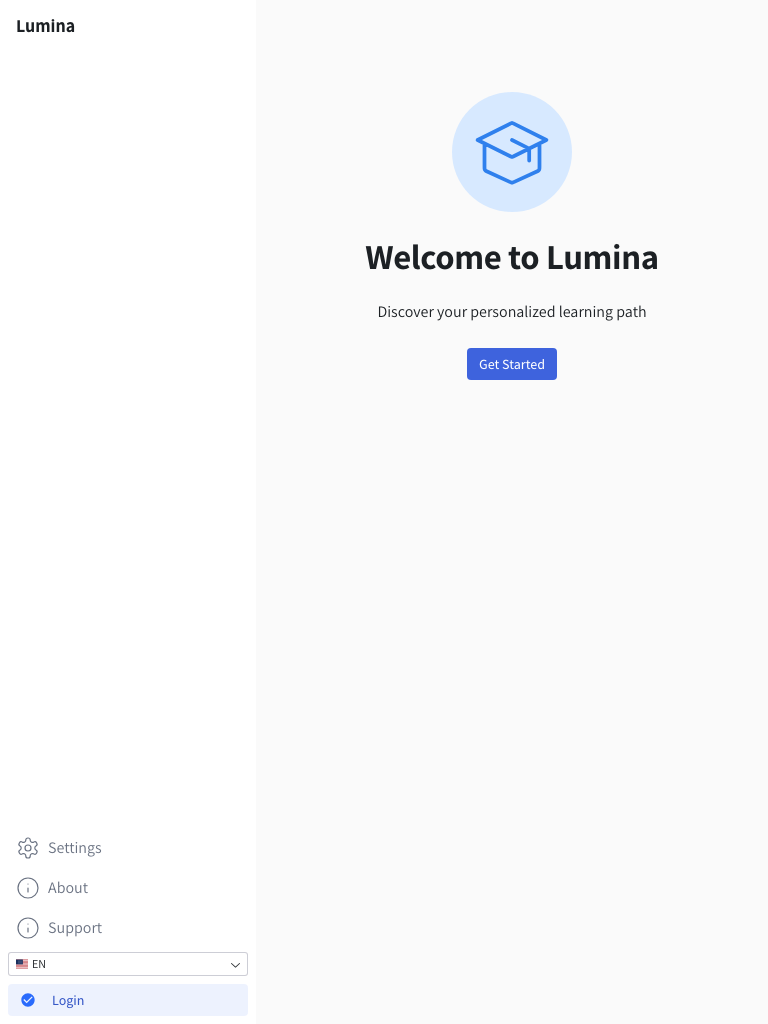 Lumina
Welcome to Lumina
Discover your personalized learning path
Get Started
Settings
About
Support
EN
Login